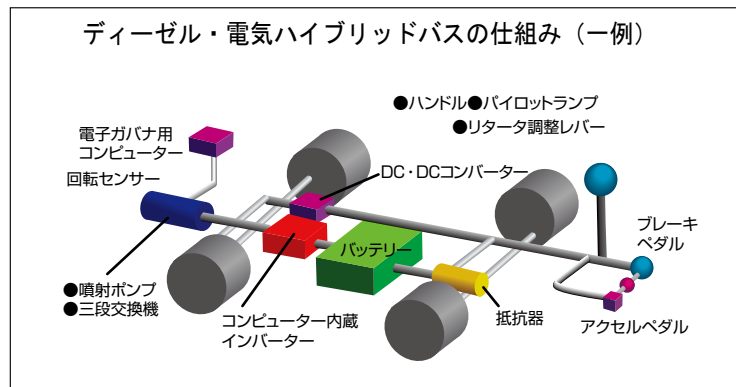 ディーゼル・電気ハイブリッドバスの仕組み（一例）
●ハンドル●パイロットランプ
●リタータ調整レバー
電子ガバナ用
コンピューター
回転センサー
DC・DCコンバーター
ブレーキ
ペダル
バッテリー
●噴射ポンプ
●三段交換機
コンピューター内蔵
インバーター
抵抗器
アクセルペダル